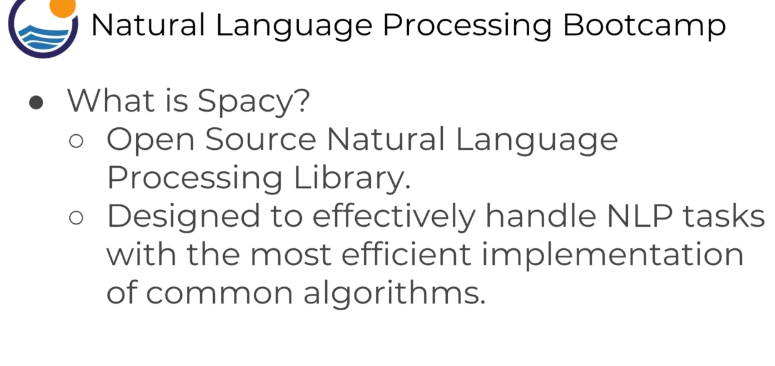 Natural Language Processing Bootcamp
● What is Spacy?
○ Open Source Natural Language
Processing Library.
○ Designed to effectively handle NLP tasks
with the most efficient implementation
of common algorithms.